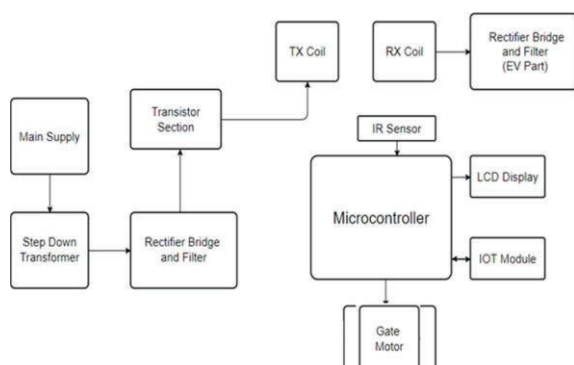 TX Coil
RX Coil
Rectifier Bridge
and Filter
(EV Part)
Transistor
Section
Main Supply
IR Sensor
LCD Display
Microcontroller
Step Down
Transformer
Rectifier Bridge
and Filter
IOT Module
Gate
Motor